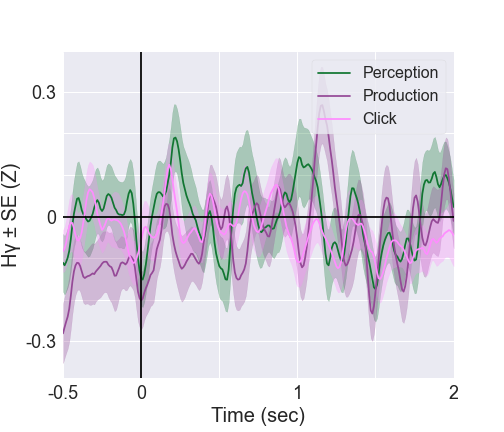 Perception
Production
Click
0.3
0
-0.3
Hγ ± SE (Z)
-0.5
0
1
2
Time (sec)